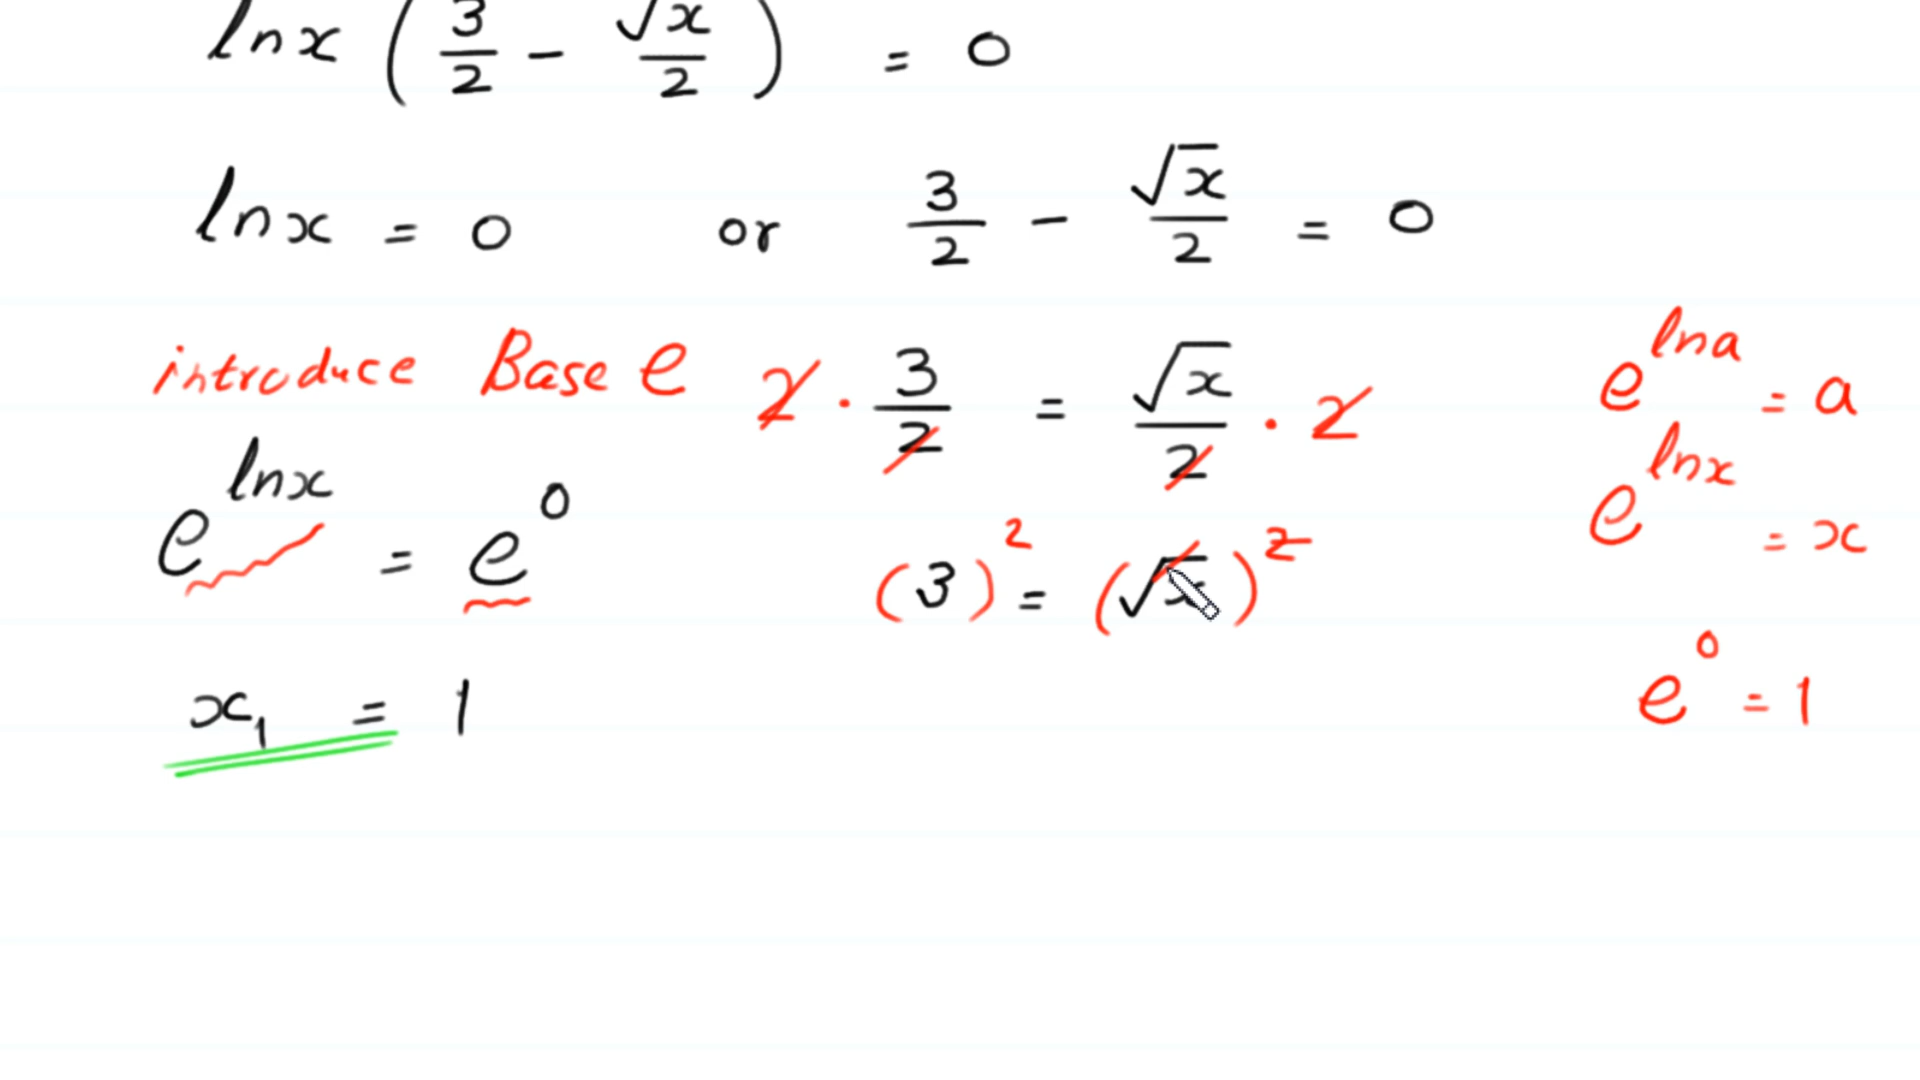 ln x ( 3/2 - √x/2 ) = 0
ln x = 0 or 3/2 - √x/2 = 0
introduce Base e
2 · 3/2 = √x/2 · 2
e^ln a = a
e^ln x = e^0
e^ln x = x
(3)^2 = (√x)^2
x₁ = 1
e^0 = 1